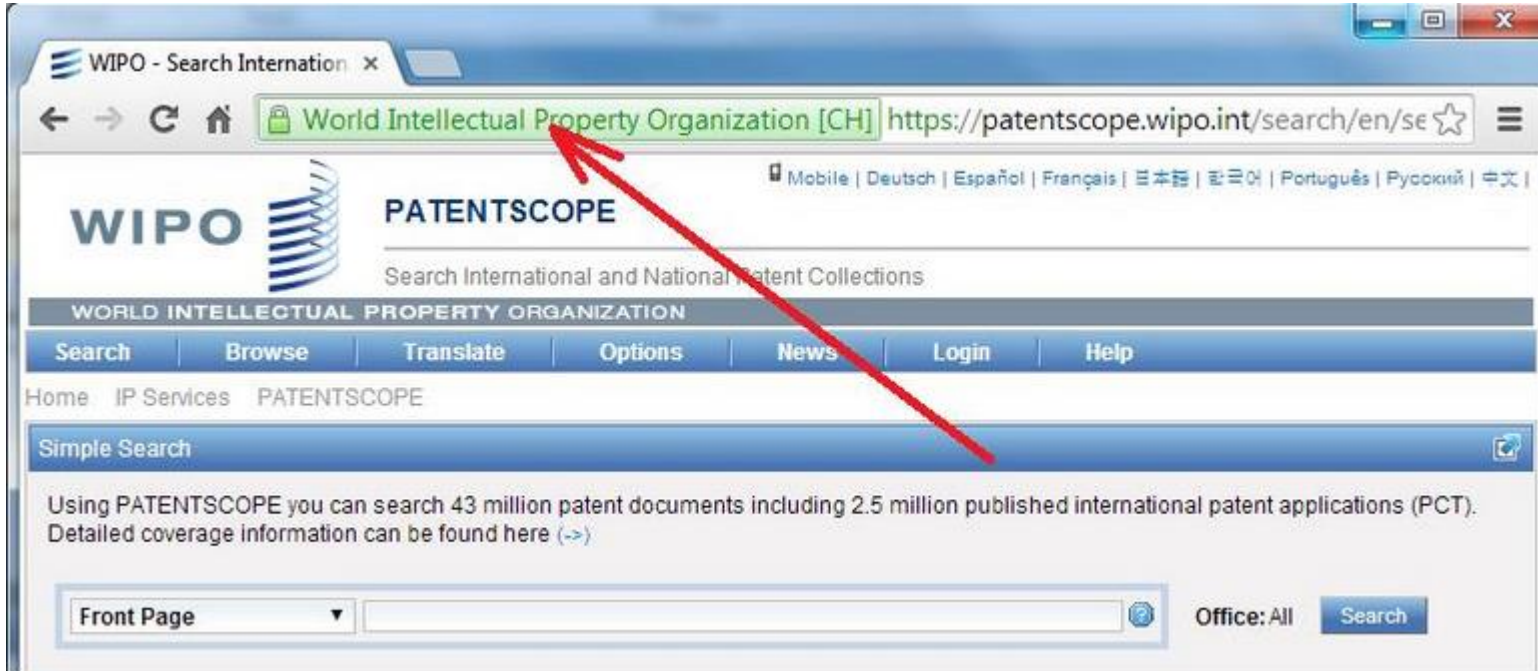 WIPO - Search Internation
World Intellectual Property Organization [CH] https://patentscope.wipo.int/search/en/se
Mobile | Deutsch | Español | Français | 日本語 | 한국어 | Português | Русский | 中文 |
WIPO
PATENTSCOPE
Search International and National Patent Collections
WORLD INTELLECTUAL PROPERTY ORGANIZATION
Search Browse Translate Options News Login Help
Home IP Services PATENTSCOPE
Simple Search
Using PATENTSCOPE you can search 43 million patent documents including 2.5 million published international patent applications (PCT).
Detailed coverage information can be found here (->)
Front Page Office: All Search